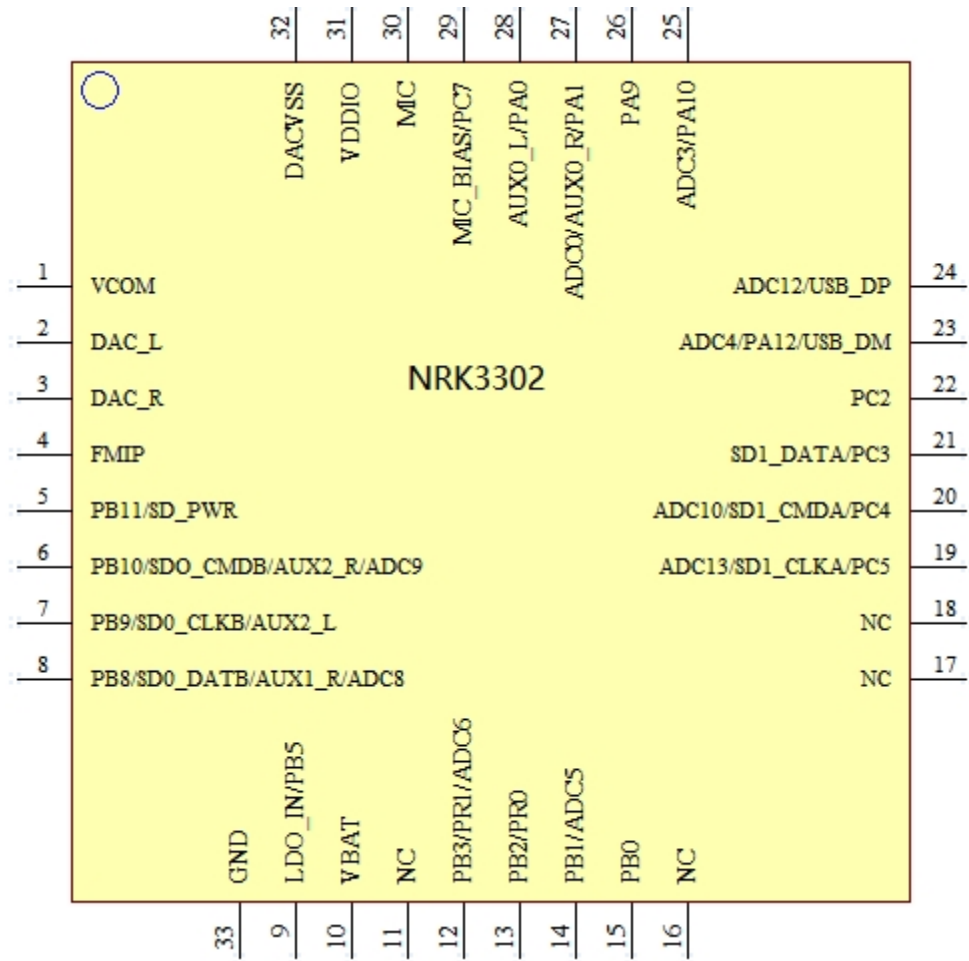 32 31 30 29 28 27 26 25
DACVSS
VDDIO
MIC
MIC_BIAS/PC7
AUX0_L/PA0
ADC0/AUX0_R/PA1
PA9
ADC3/PA10
1 VCOM
2 DAC_L
3 DAC_R
4 FMIP
5 PB11/SD_PWR
6 PB10/SDO_CMDB/AUX2_R/ADC9
7 PB9/SD0_CLKB/AUX2_L
8 PB8/SD0_DATB/AUX1_R/ADC8
NRK3302
ADC12/USB_DP 24
ADC4/PA12/USB_DM 23
PC2 22
SD1_DATA/PC3 21
ADC10/SD1_CMDA/PC4 20
ADC13/SD1_CLKA/PC5 19
NC 18
NC 17
GND
LDO_IN/PB5
VBAT
NC
PB3/PR1/ADC6
PB2/PR0
PB1/ADC5
PB0
NC
33 9 10 11 12 13 14 15 16